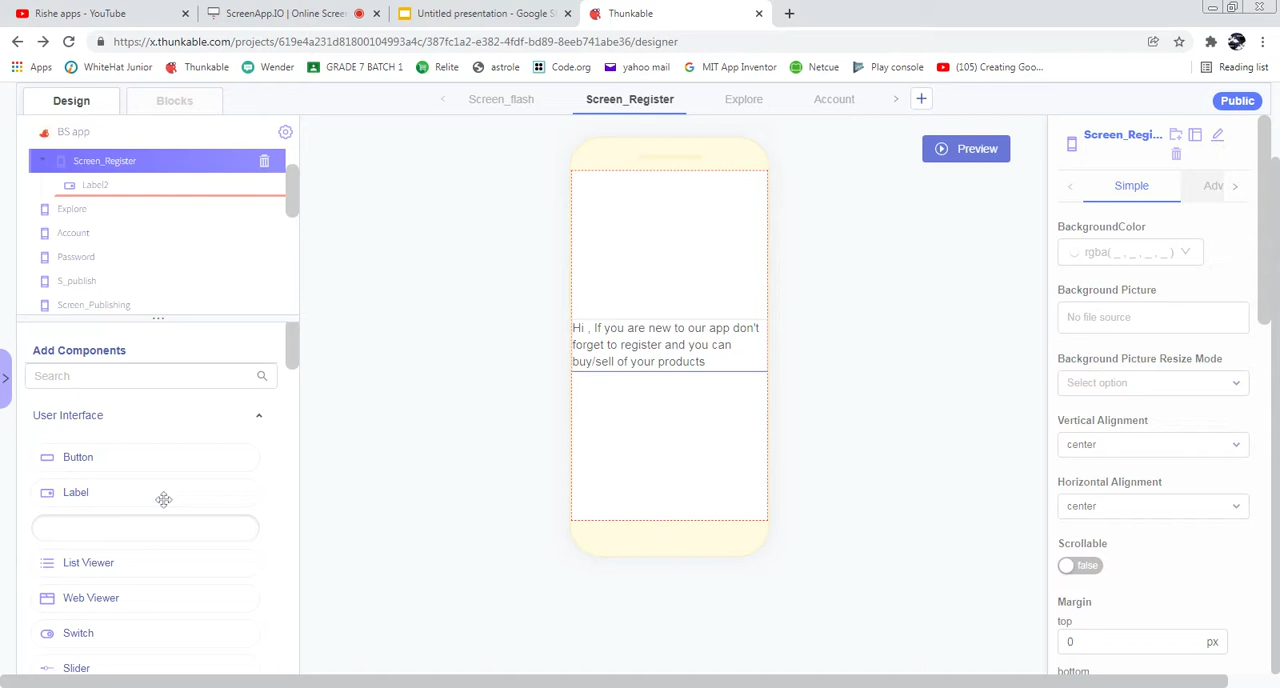 Rishe apps - YouTube
ScreenApp.IO | Online Screen
Untitled presentation - Google S
Thunkable
https://x.thunkable.com/projects/619e4a231d81800104993a4c/387fc1a2-e382-4fdf-bd89-8eeb741abe36/designer
Apps WhiteHat Junior Thunkable Wender GRADE 7 BATCH 1 Relite astrode Code.org yahoo mail MIT App Inventor Netcue Play console (105) Creating Goo... Reading list
Design Blocks Screen_flash Screen_Register Explore Account Public
BS app
Screen_Register
Label2
Explore
Account
Password
S_publish
Screen_Publishing
Add Components
Search
User Interface
Button
Label
List Viewer
Web Viewer
Switch
Slider
Preview
Hi , If you are new to our app don't
forget to register and you can
buy/sell of your products
Screen_Regi...
Simple Adv
BackgroundColor
rgba( _ , _ , _ , _ )
Background Picture
No file source
Background Picture Resize Mode
Select option
Vertical Alignment
center
Horizontal Alignment
center
Scrollable
false
Margin
top
0 px
bottom